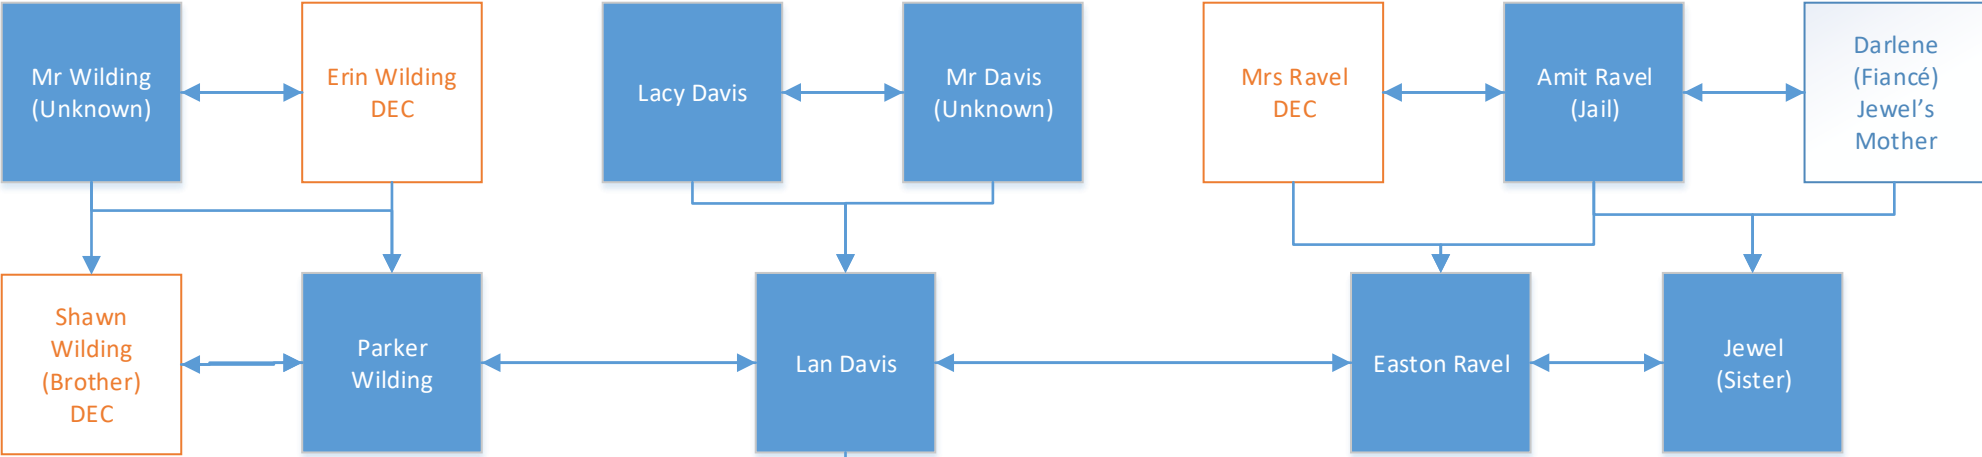 Mr Wilding
(Unknown)
Erin Wilding
DEC
Lacy Davis
Mr Davis
(Unknown)
Mrs Ravel
DEC
Amit Ravel
(Jail)
Darlene
(Fiancé)
Jewel’s
Mother
Shawn
Wilding
(Brother)
DEC
Parker
Wilding
Lan Davis
Easton Ravel
Jewel
(Sister)